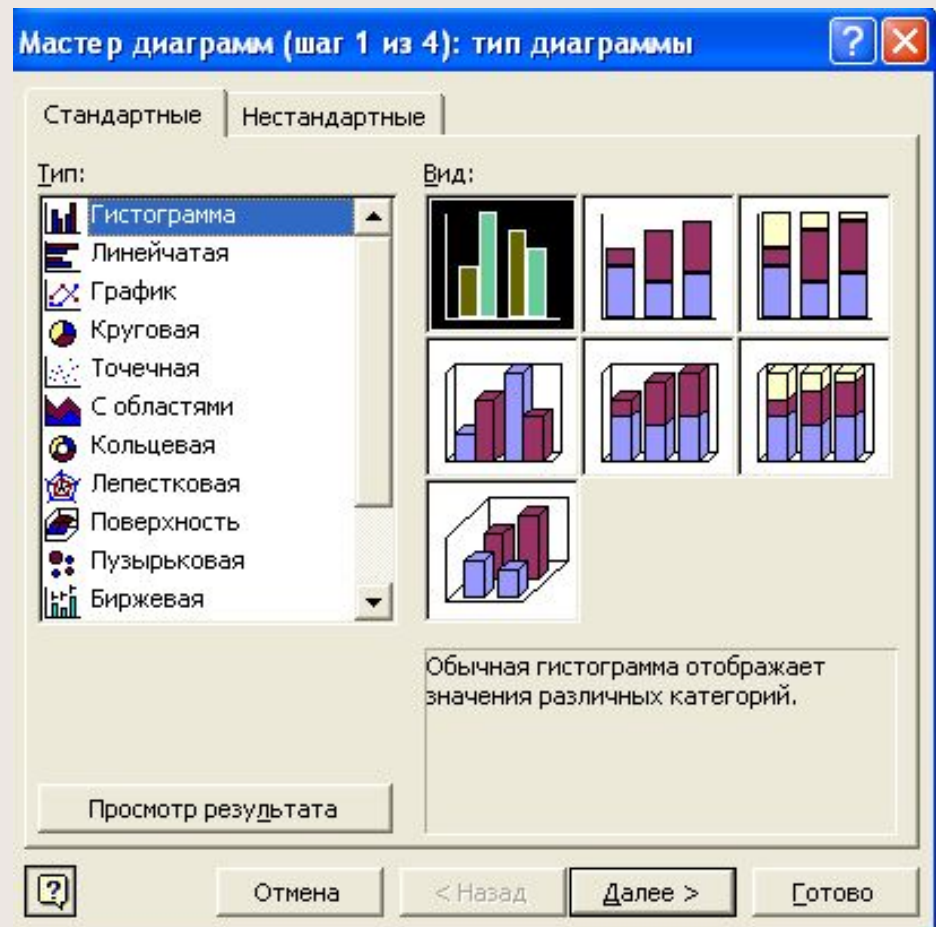 Мастер диаграмм (шаг 1 из 4): тип диаграммы
Стандартные
Нестандартные
Тип:
Вид:
Гистограмма
Линейчатая
График
Круговая
Точечная
С областями
Кольцевая
Лепестковая
Поверхность
Пузырьковая
Биржевая
Обычная гистограмма отображает
значения различных категорий.
Просмотр результата
Отмена
< Назад
Далее >
Готово